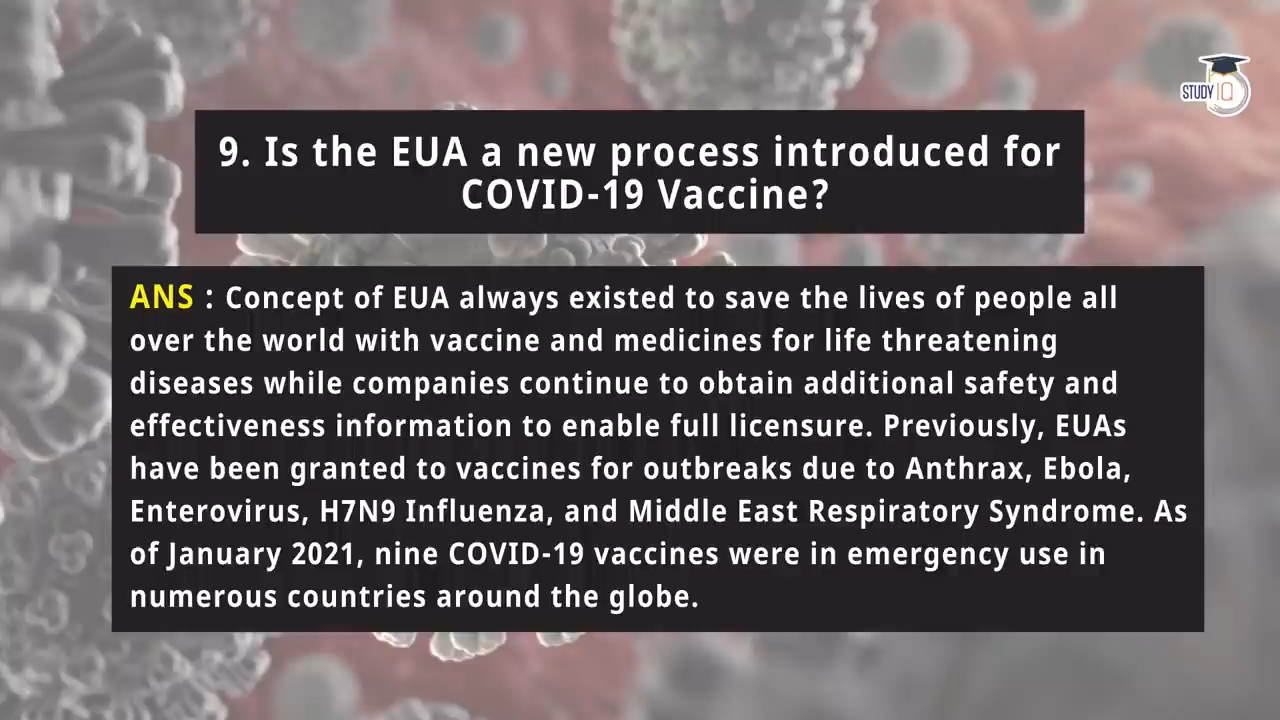 STUDY IQ
9. Is the EUA a new process introduced for
COVID-19 Vaccine?
ANS : Concept of EUA always existed to save the lives of people all
over the world with vaccine and medicines for life threatening
diseases while companies continue to obtain additional safety and
effectiveness information to enable full licensure. Previously, EUAs
have been granted to vaccines for outbreaks due to Anthrax, Ebola,
Enterovirus, H7N9 Influenza, and Middle East Respiratory Syndrome. As
of January 2021, nine COVID-19 vaccines were in emergency use in
numerous countries around the globe.